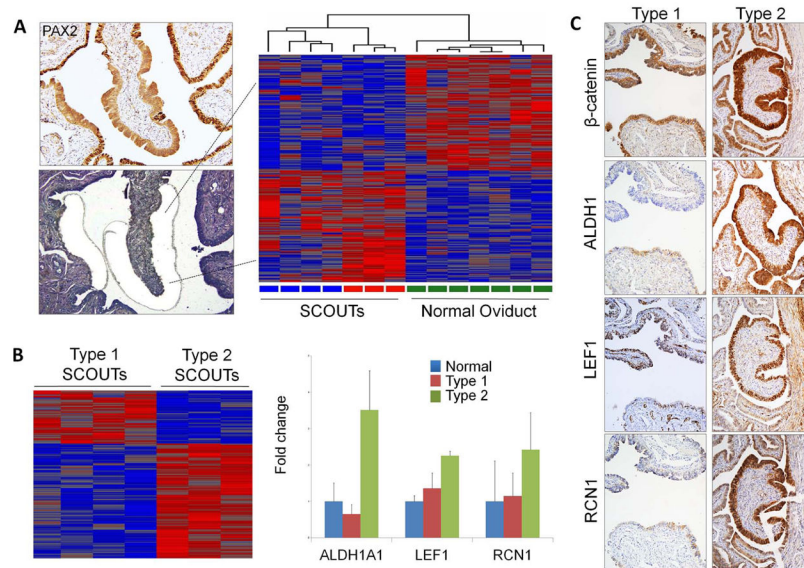 A
PAX2
SCOUTs
Normal Oviduct
B
Type 1
SCOUTs
Type 2
SCOUTs
Fold change
Normal
Type 1
Type 2
ALDH1A1
LEF1
RCN1
C
Type 1
Type 2
β-catenin
ALDH1
LEF1
RCN1